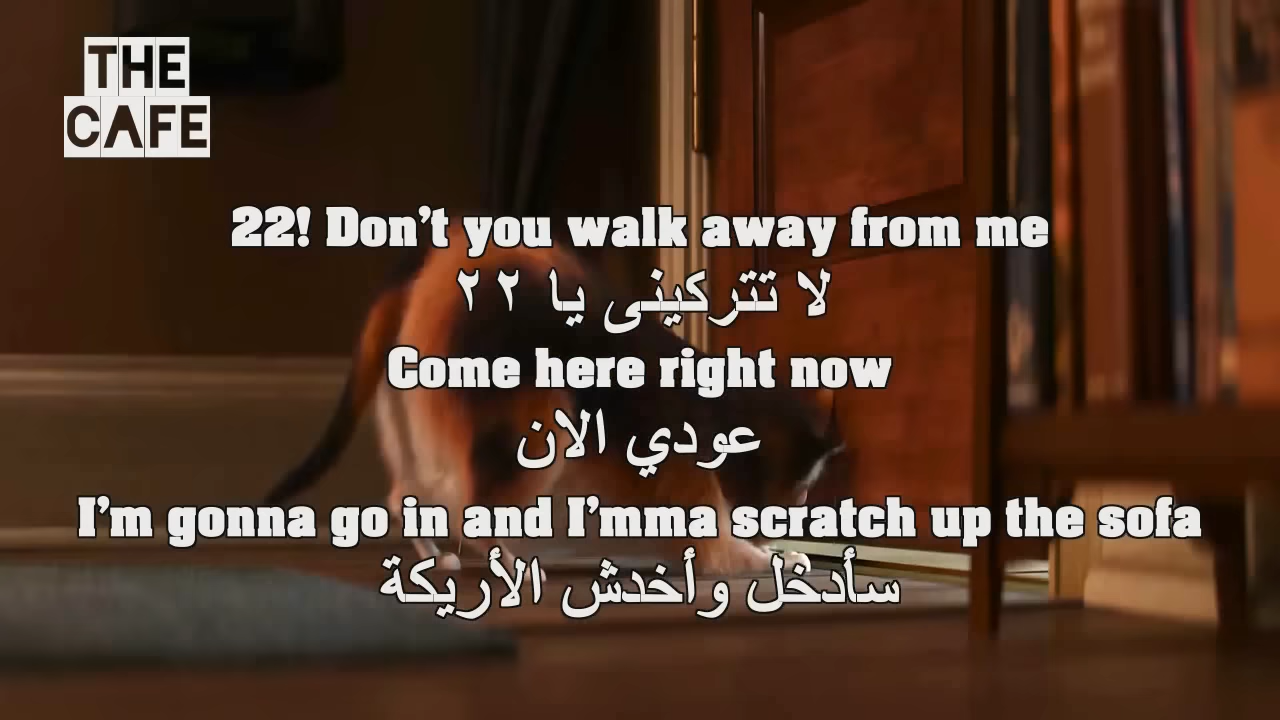 THE
CAFE
22! Don't you walk away from me
لا تتركينى يا ٢٢
Come here right now
عودي الان
I'm gonna go in and I'mma scratch up the sofa
سأدخل وأخدش الأريكة